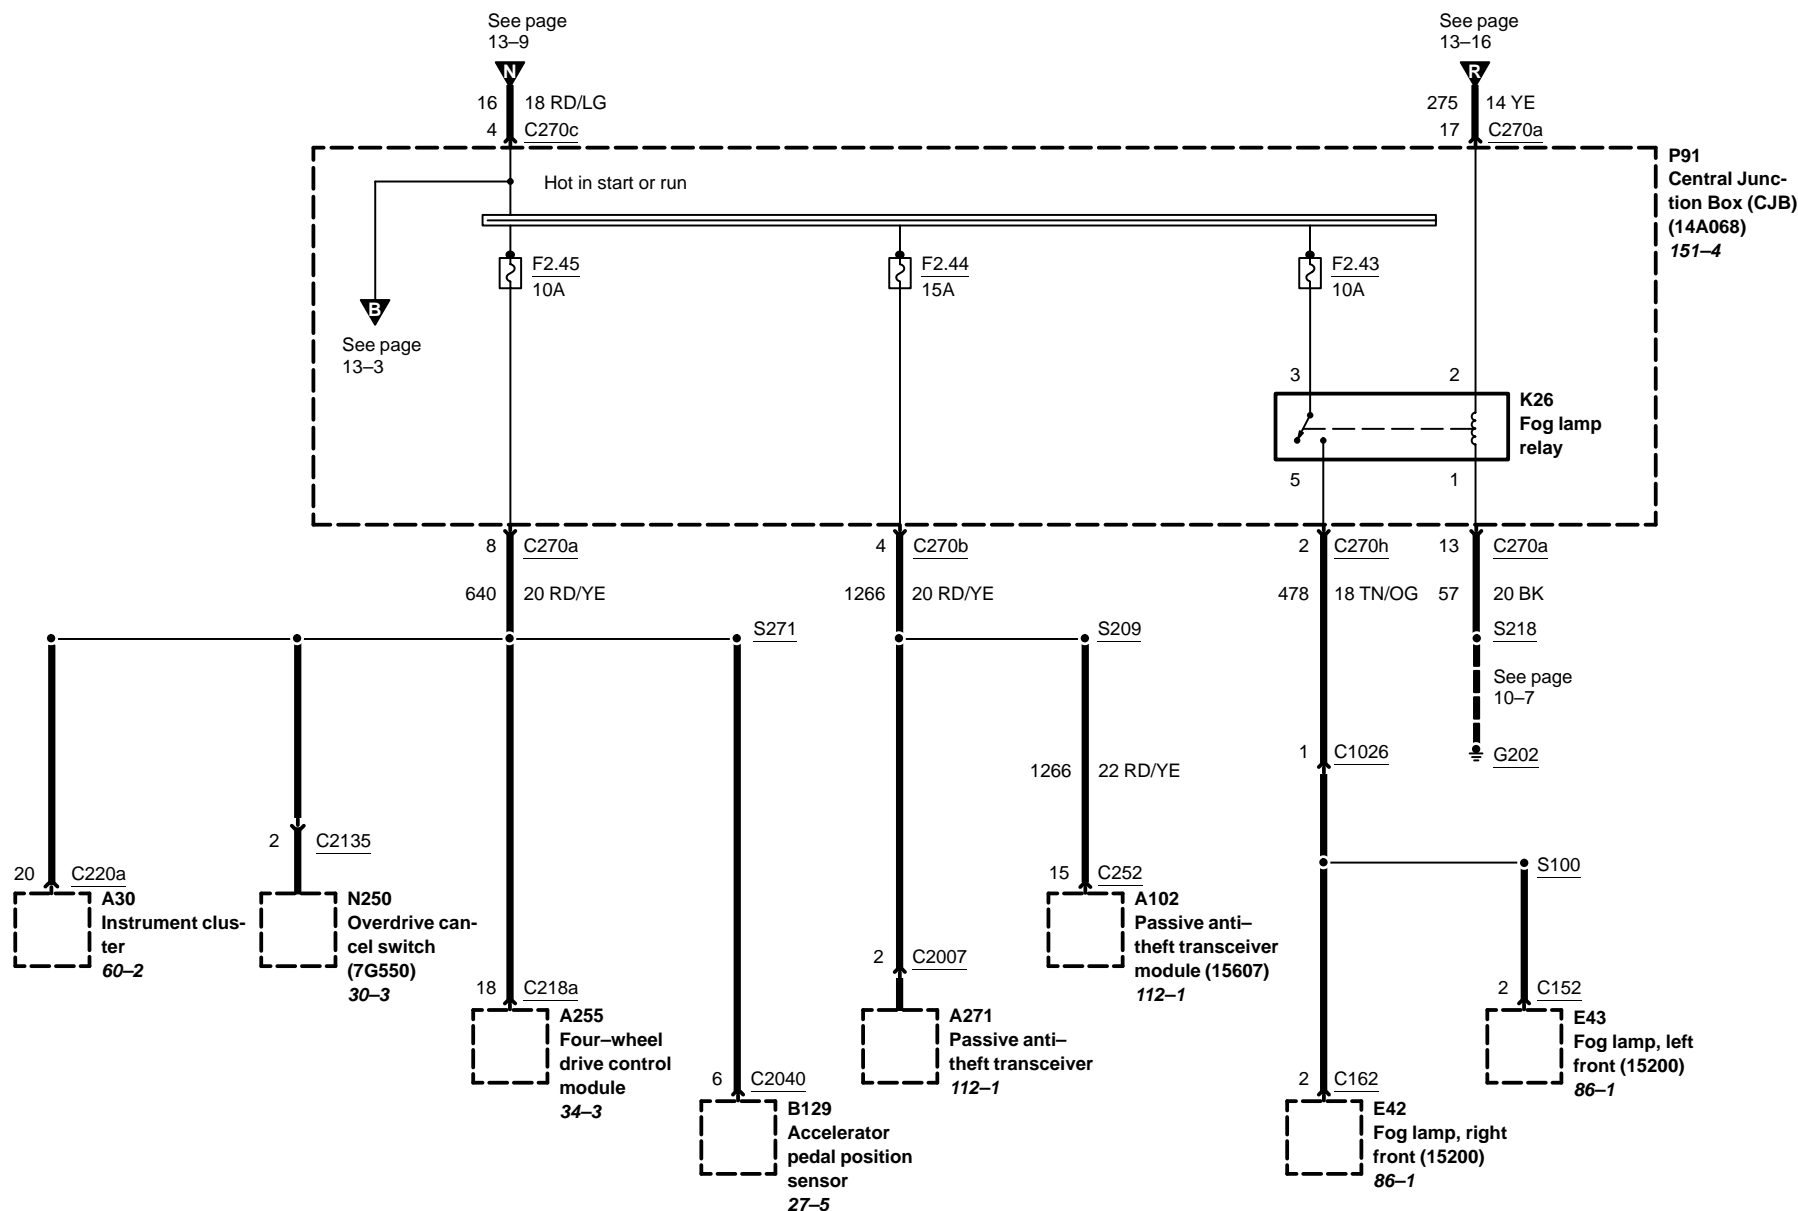 See page
13–9
N
16 18 RD/LG
4 C270c
See page
13–16
R
275 14 YE
17 C270a
P91
Central Junc-
tion Box (CJB)
(14A068)
151–4
Hot in start or run
B
See page
13–3
F2.45
10A
F2.44
15A
F2.43
10A
3 2
K26
Fog lamp
relay
5 1
8 C270a
640 20 RD/YE
4 C270b
1266 20 RD/YE
2 C270h
478 18 TN/OG
13 C270a
57 20 BK
S271
S209
S218
See page
10–7
G202
1 C1026
1266 22 RD/YE
2 C2135
20 C220a
A30
Instrument clus-
ter
60–2
N250
Overdrive can-
cel switch
(7G550)
30–3
18 C218a
A255
Four–wheel
drive control
module
34–3
6 C2040
B129
Accelerator
pedal position
sensor
27–5
2 C2007
A271
Passive anti–
theft transceiver
112–1
15 C252
A102
Passive anti–
theft transceiver
module (15607)
112–1
S100
2 C162
E42
Fog lamp, right
front (15200)
86–1
2 C152
E43
Fog lamp, left
front (15200)
86–1